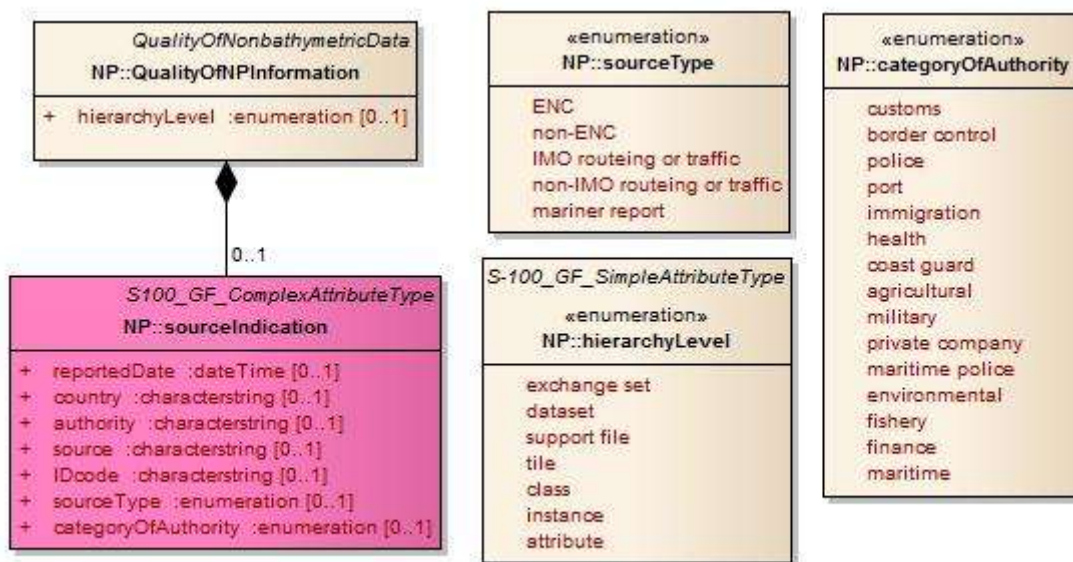 QualityOfNonbathymetricData
NP::QualityOfNPInformation
+ hierarchyLevel :enumeration [0..1]
0..1
S100_GF_ComplexAttributeType
NP::sourceIndication
+ reportedDate :dateTime [0..1]
+ country :characterstring [0..1]
+ authority :characterstring [0..1]
+ source :characterstring [0..1]
+ IDcode :characterstring [0..1]
+ sourceType :enumeration [0..1]
+ categoryOfAuthority :enumeration [0..1]
«enumeration»
NP::sourceType
ENC
non-ENC
IMO routeing or traffic
non-IMO routeing or traffic
mariner report
S-100_GF_SimpleAttributeType
«enumeration»
NP::hierarchyLevel
exchange set
dataset
support file
tile
class
instance
attribute
«enumeration»
NP::categoryOfAuthority
customs
border control
police
port
immigration
health
coast guard
agricultural
military
private company
maritime police
environmental
fishery
finance
maritime